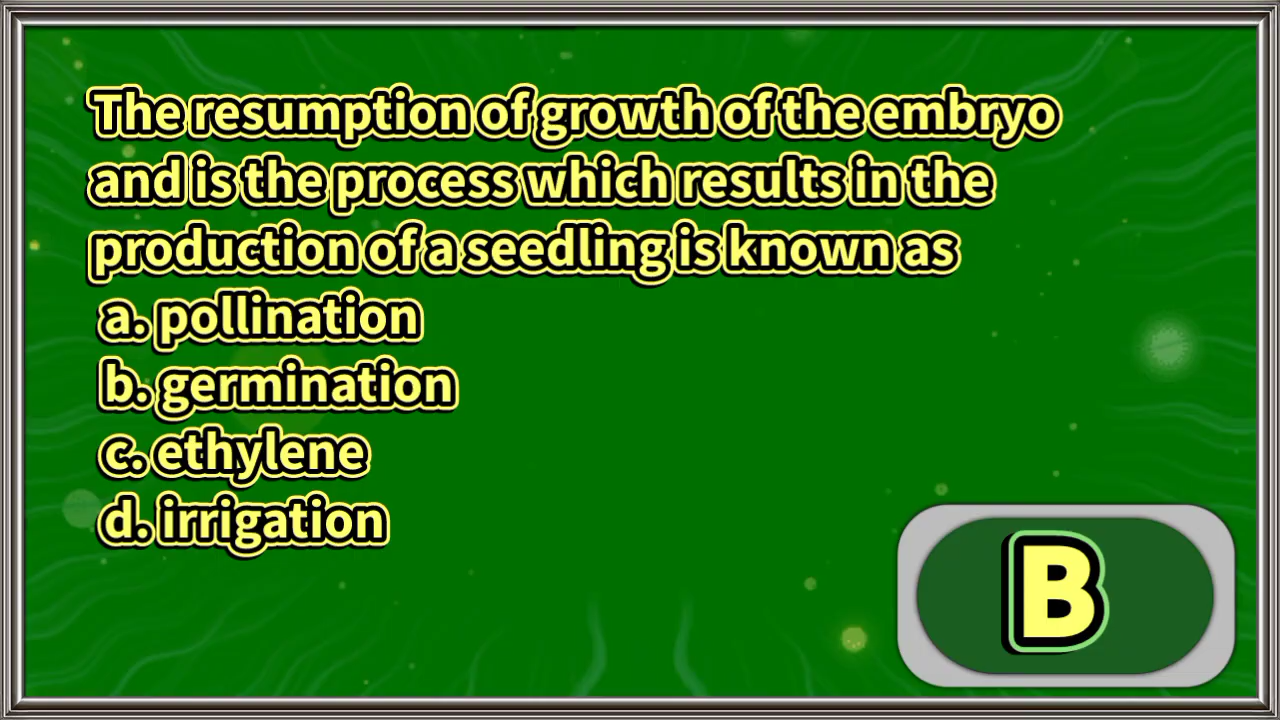 The resumption of growth of the embryo
and is the process which results in the
production of a seedling is known as
a. pollination
b. germination
c. ethylene
d. irrigation
B